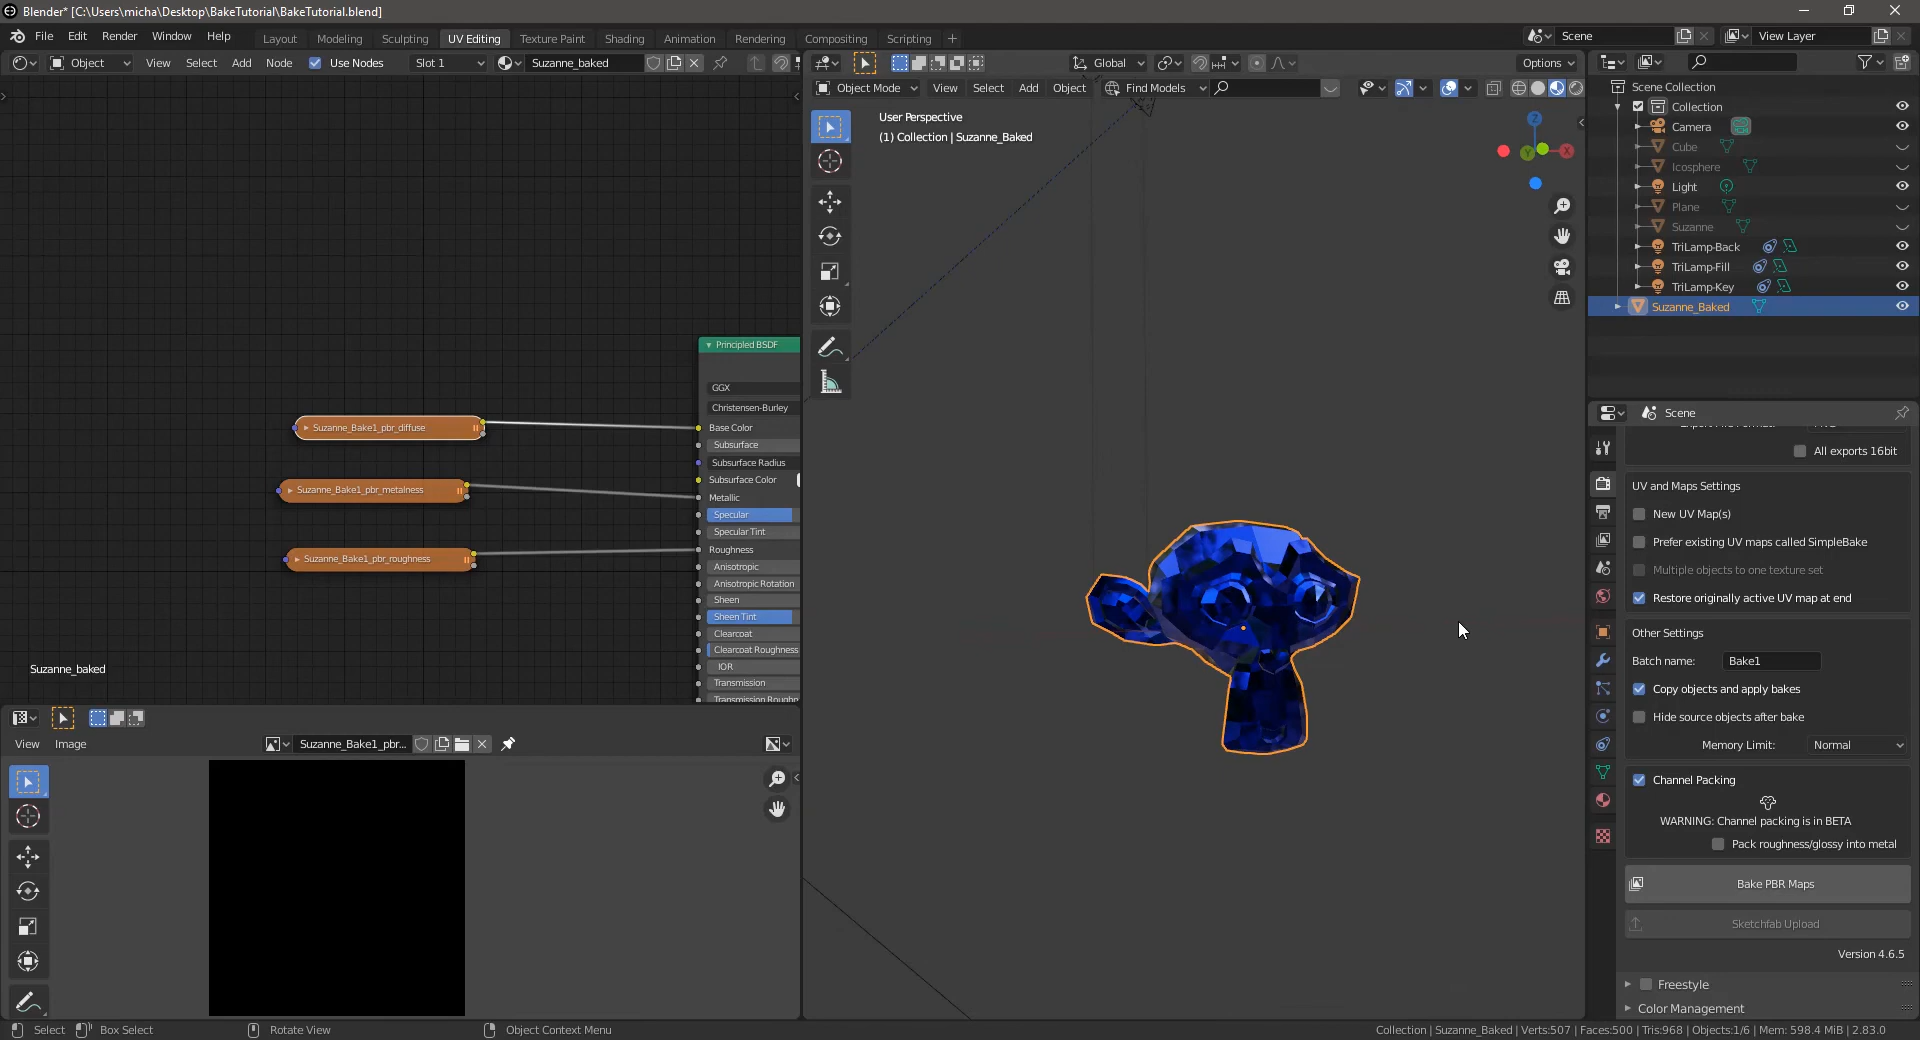 Blender* [C:\Users\micha\Desktop\BakeTutorial\BakeTutorial.blend]
File Edit Render Window Help Layout Modeling Sculpting UV Editing Texture Paint Shading Animation Rendering Compositing Scripting + Scene View Layer
Object View Select Add Node Use Nodes Slot 1 Suzanne_baked Global Options
Object Mode View Select Add Object Find Models
User Perspective
(1) Collection | Suzanne_Baked
Z
Y
X
Scene Collection
Collection
Camera
Cube
Icosphere
Light
Plane
Suzanne
TriLamp-Back
TriLamp-Fill
TriLamp-Key
Suzanne_Baked
Principled BSDF
GGX
Christensen-Burley
Base Color
Subsurface
Subsurface Radius
Subsurface Color
Metallic
Specular
Specular Tint
Roughness
Anisotropic
Anisotropic Rotation
Sheen
Sheen Tint
Clearcoat
Clearcoat Roughness
IOR
Transmission
Suzanne_Bake1_pbr_diffuse
Suzanne_Bake1_pbr_metalness
Suzanne_Bake1_pbr_roughness
Suzanne_baked
Scene
All exports 16bit
UV and Maps Settings
New UV Map(s)
Prefer existing UV maps called SimpleBake
Multiple objects to one texture set
Restore originally active UV map at end
Other Settings
Batch name: Bake1
Copy objects and apply bakes
Hide source objects after bake
Memory Limit: Normal
Channel Packing
WARNING: Channel packing is in BETA
Pack roughness/glossy into metal
Bake PBR Maps
Sketchfab Upload
Version 4.6.5
Freestyle
Color Management
View Image Suzanne_Bake1_pbr...
Select Box Select Rotate View Object Context Menu
Collection | Suzanne_Baked | Verts:507 | Faces:500 | Tris:968 | Objects:1/6 | Mem: 598.4 MiB | 2.83.0